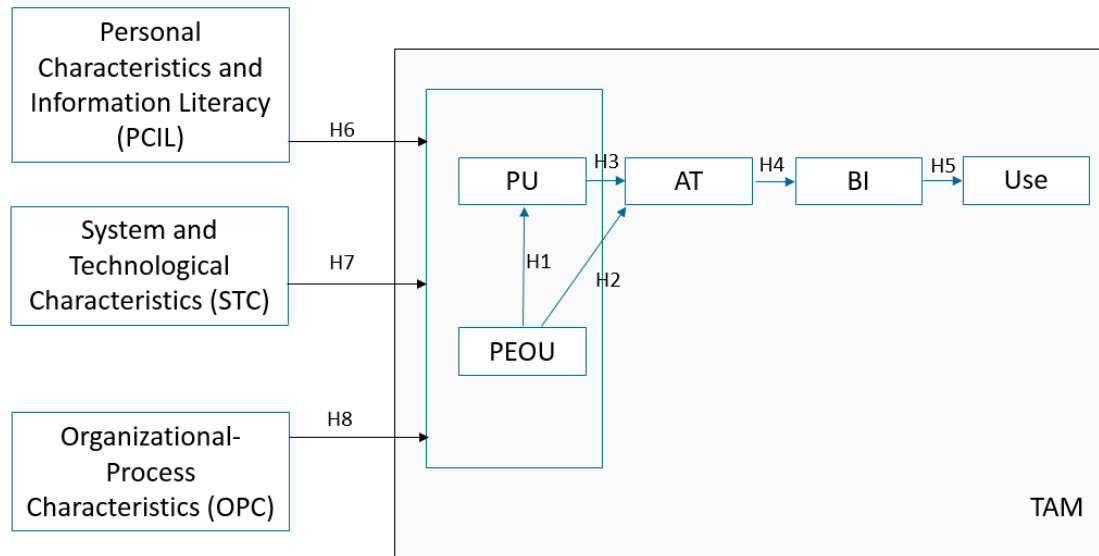 Personal
Characteristics and
Information Literacy
(PCIL)
H6
System and
Technological
Characteristics (STC)
H7
Organizational-
Process
Characteristics (OPC)
H8
PU
H3
AT
H4
BI
H5
Use
H1
H2
PEOU
TAM